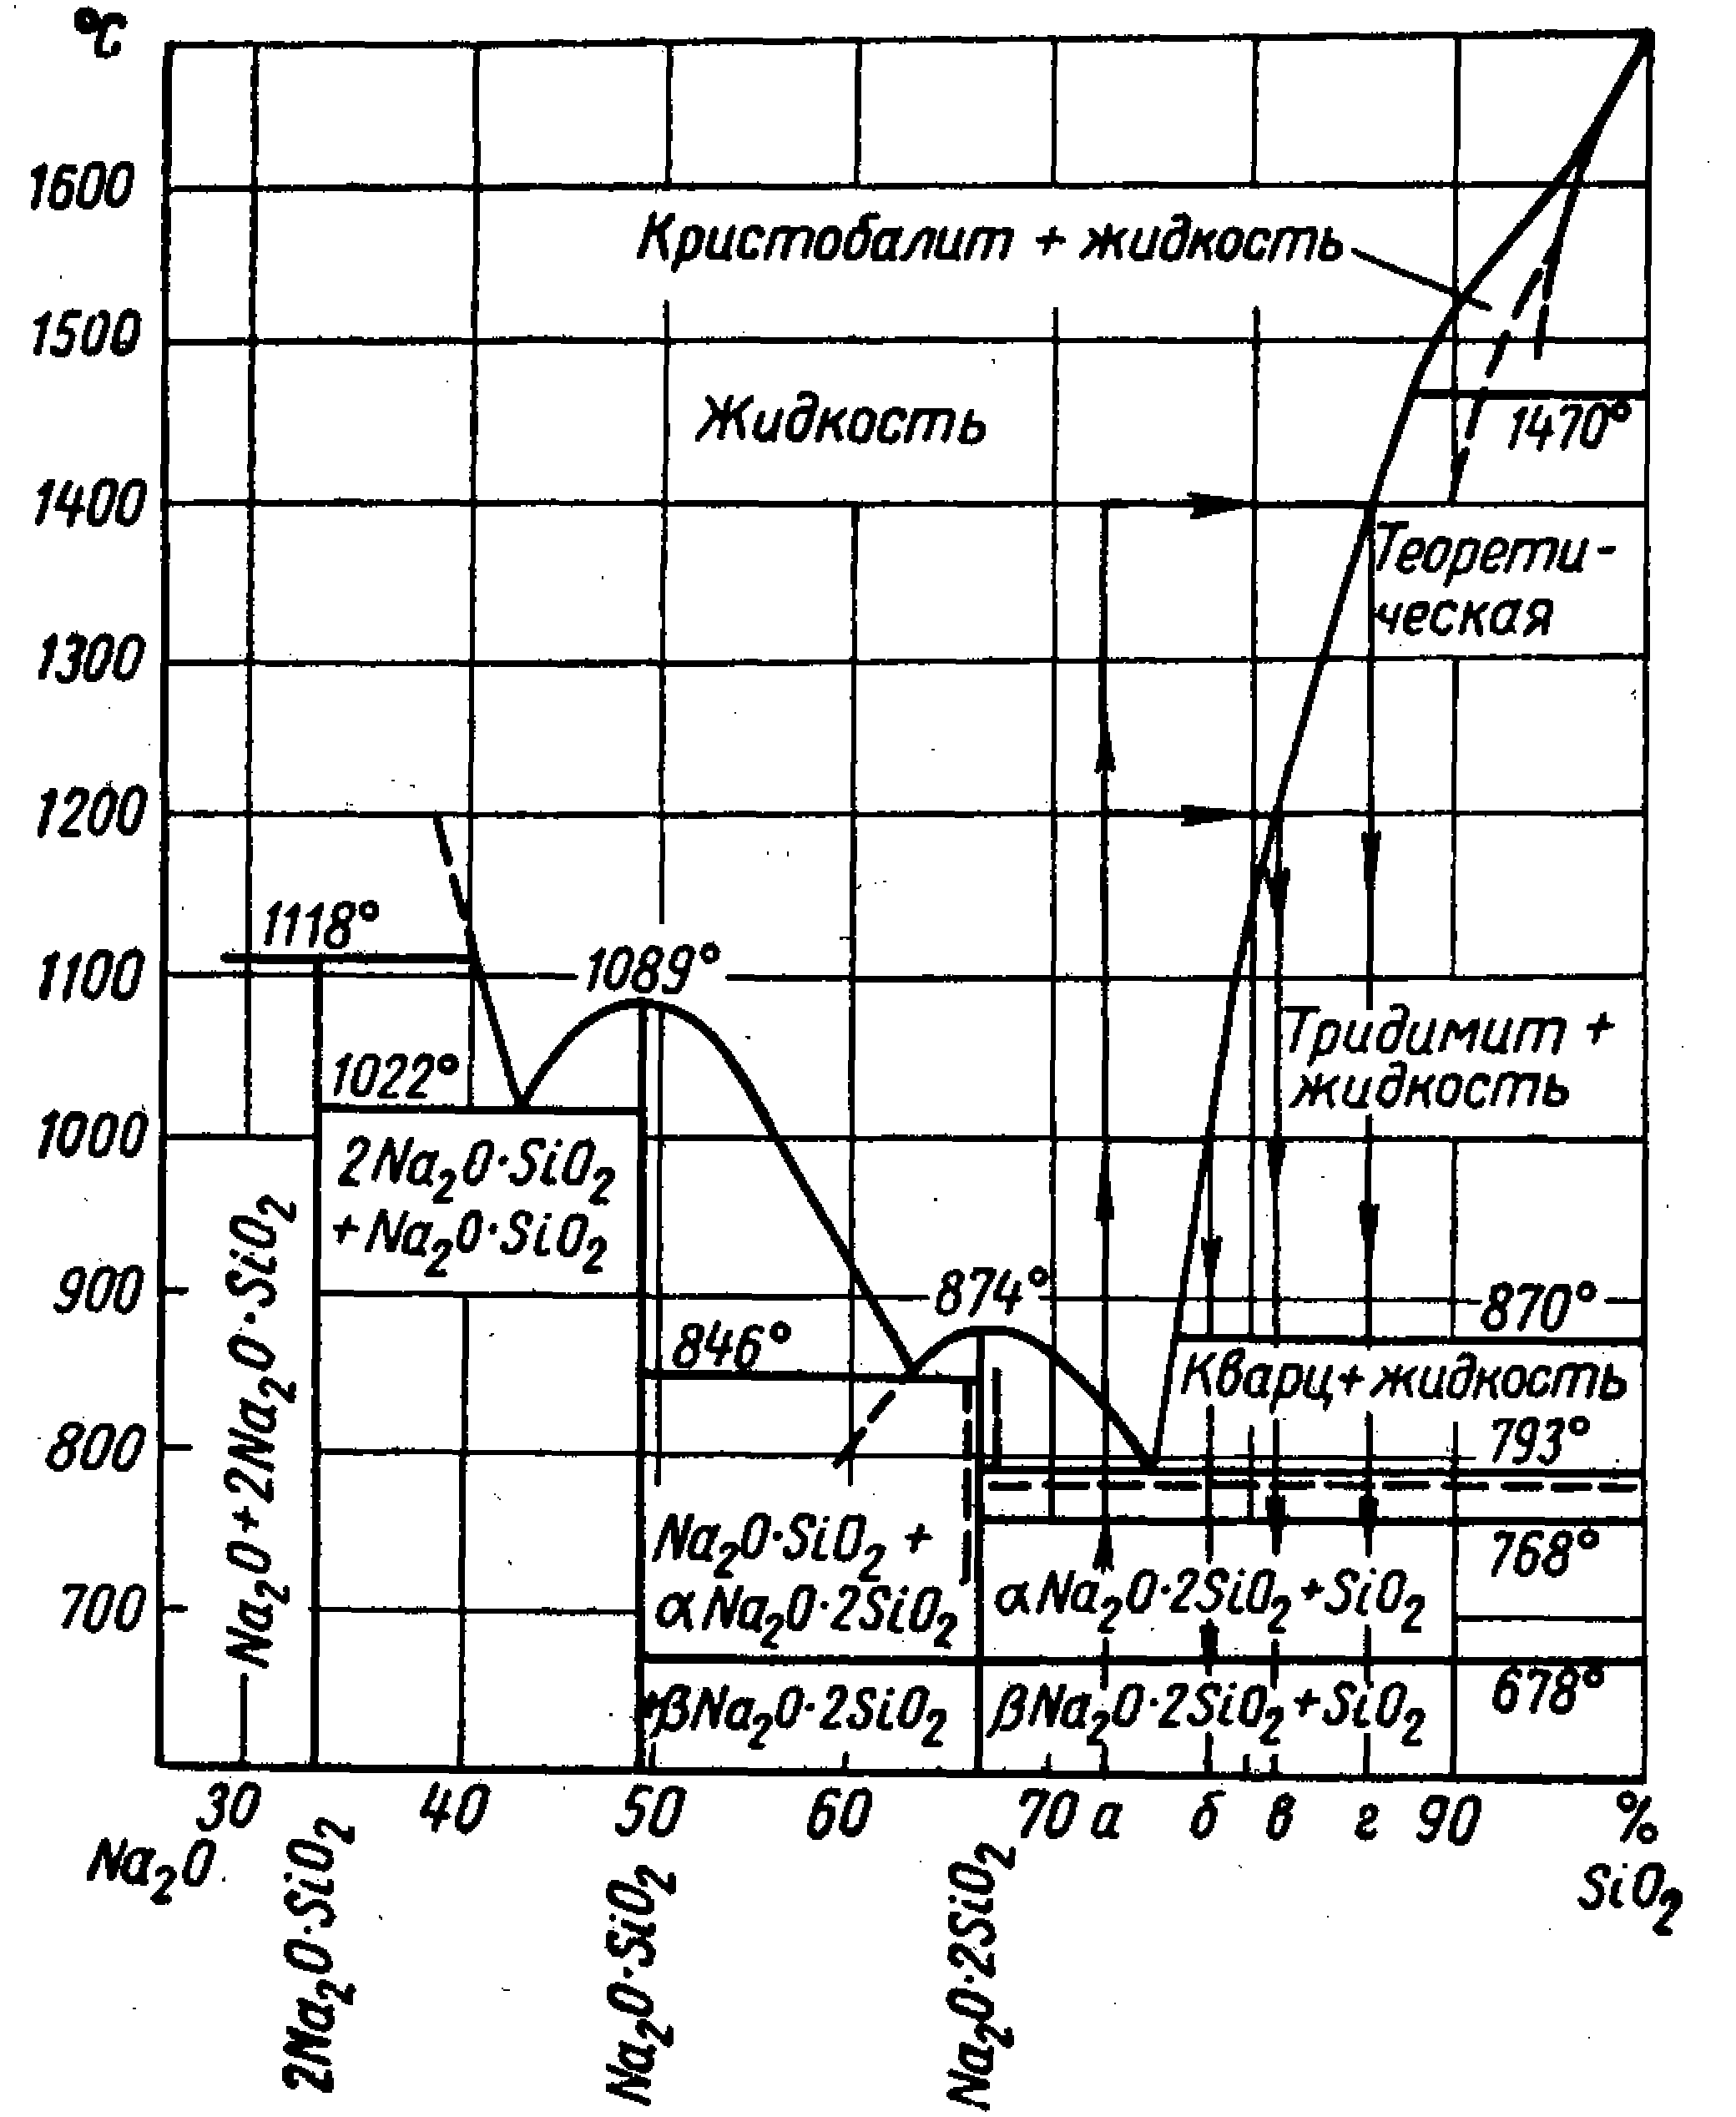 °C
1600
1500
1400
1300
1200
1100
1000
900
800
700
Кристобалит + жидкость
Жидкость
1470°
Теорети-
ческая
1118°
1089°
1022°
Тридимит +
жидкость
2Na₂O·SiO₂
+Na₂O·SiO₂
Na₂O+2Na₂O·SiO₂
874°
870°
846°
Кварц+жидкость
793°
Na₂O·SiO₂ +
αNa₂O·2SiO₂
768°
αNa₂O·2SiO₂+SiO₂
+βNa₂O·2SiO₂
βNa₂O·2SiO₂+SiO₂
678°
30
40
50
60
70
а
б
в
г
90
%
Na₂O
SiO₂
2Na₂O·SiO₂
Na₂O·SiO₂
Na₂O·2SiO₂